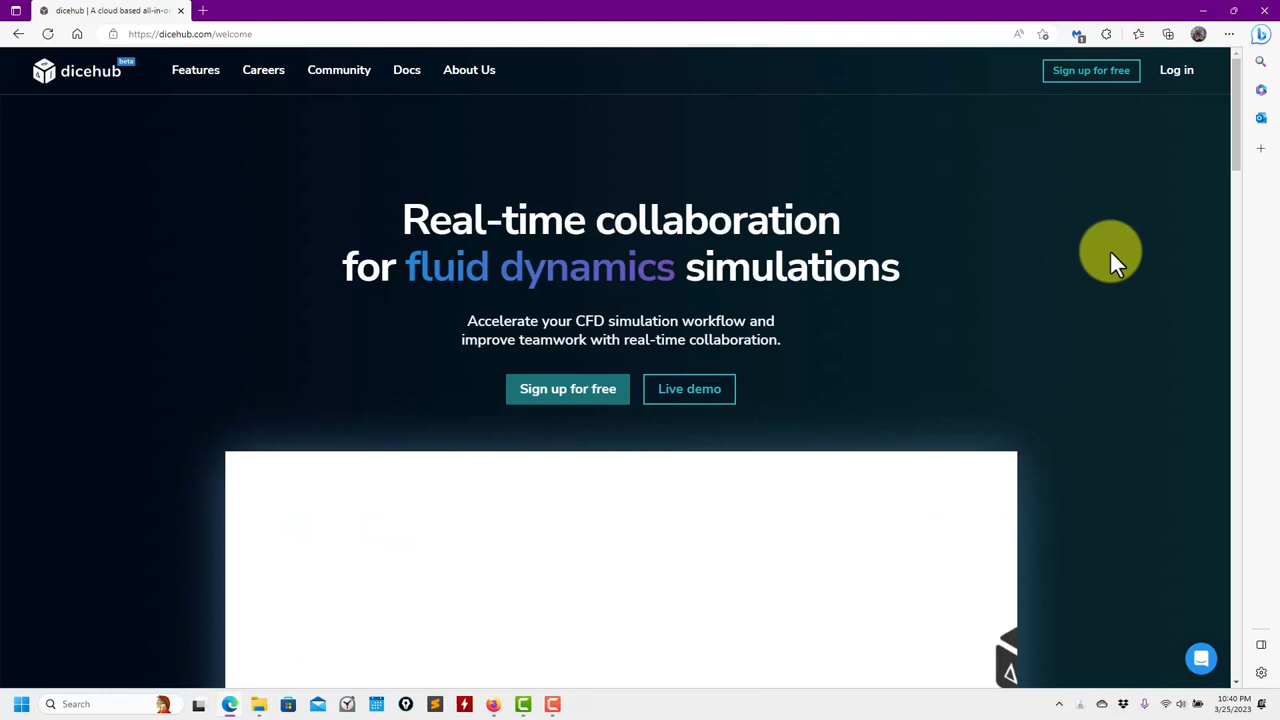 dicehub | A cloud based all-in-o
https://dicehub.com/welcome
1
dicehub
beta
Features
Careers
Community
Docs
About Us
Sign up for free
Log in
Real-time collaboration
for fluid dynamics simulations
Accelerate your CFD simulation workflow and
improve teamwork with real-time collaboration.
Sign up for free
Live demo
Search
10:40 PM
3/25/2023